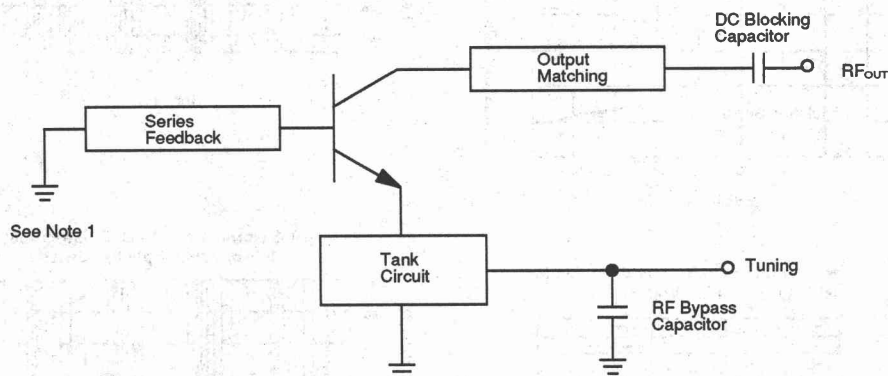 DC Blocking
Capacitor
Output
Matching
RFOUT
Series
Feedback
See Note 1
Tank
Circuit
Tuning
RF Bypass
Capacitor